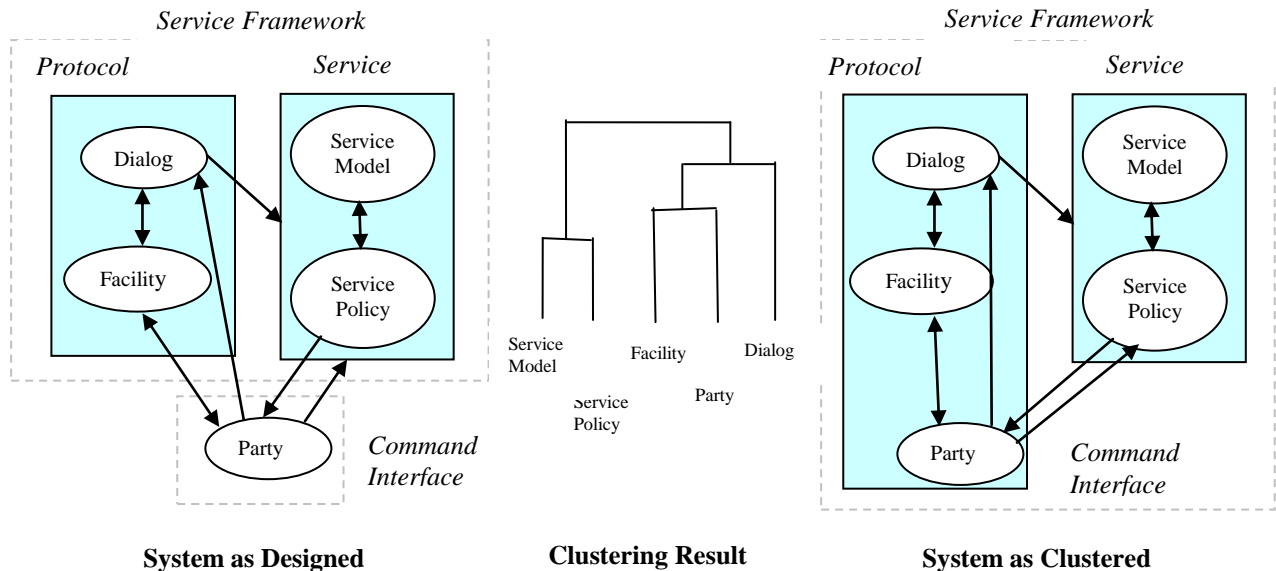 Service Framework
Protocol
Service
Dialog
Service
Model
Facility
Service
Policy
Party
Command
Interface
System as Designed
Service
Model
Service
Policy
Facility
Party
Dialog
Clustering Result
Service Framework
Protocol
Service
Dialog
Service
Model
Facility
Service
Policy
Party
Command
Interface
System as Clustered